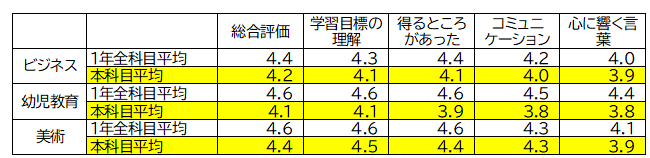 総合評価 学習目標の理解 得るところがあった コミュニケーション 心に響く言葉
ビジネス 1年全科目平均 4.4 4.3 4.4 4.2 4.0
本科目平均 4.2 4.1 4.1 4.0 3.9
幼児教育 1年全科目平均 4.6 4.6 4.6 4.5 4.4
本科目平均 4.1 4.1 3.9 3.8 3.8
美術 1年全科目平均 4.6 4.6 4.6 4.3 4.1
本科目平均 4.4 4.5 4.4 4.3 3.9